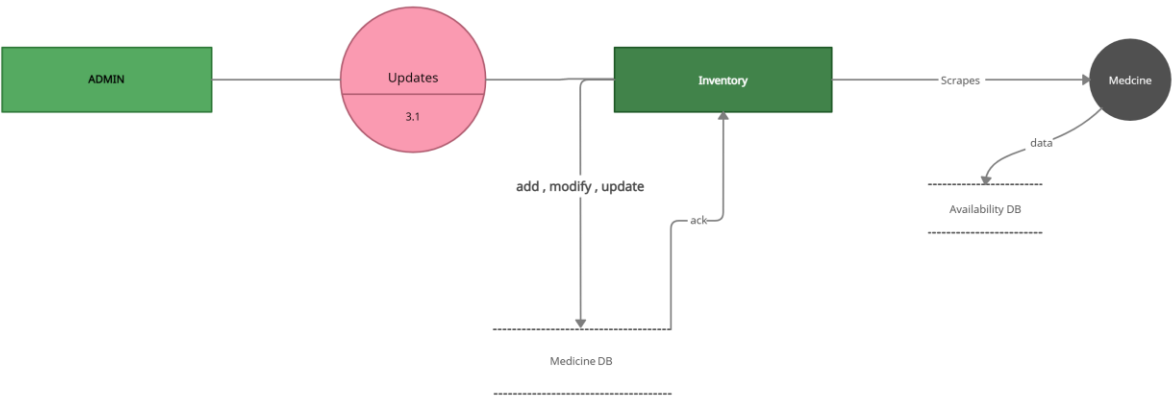 ADMIN
Updates
3.1
Inventory
Scrapes
Medcine
data
add , modify , update
ack
Availability DB
Medicine DB